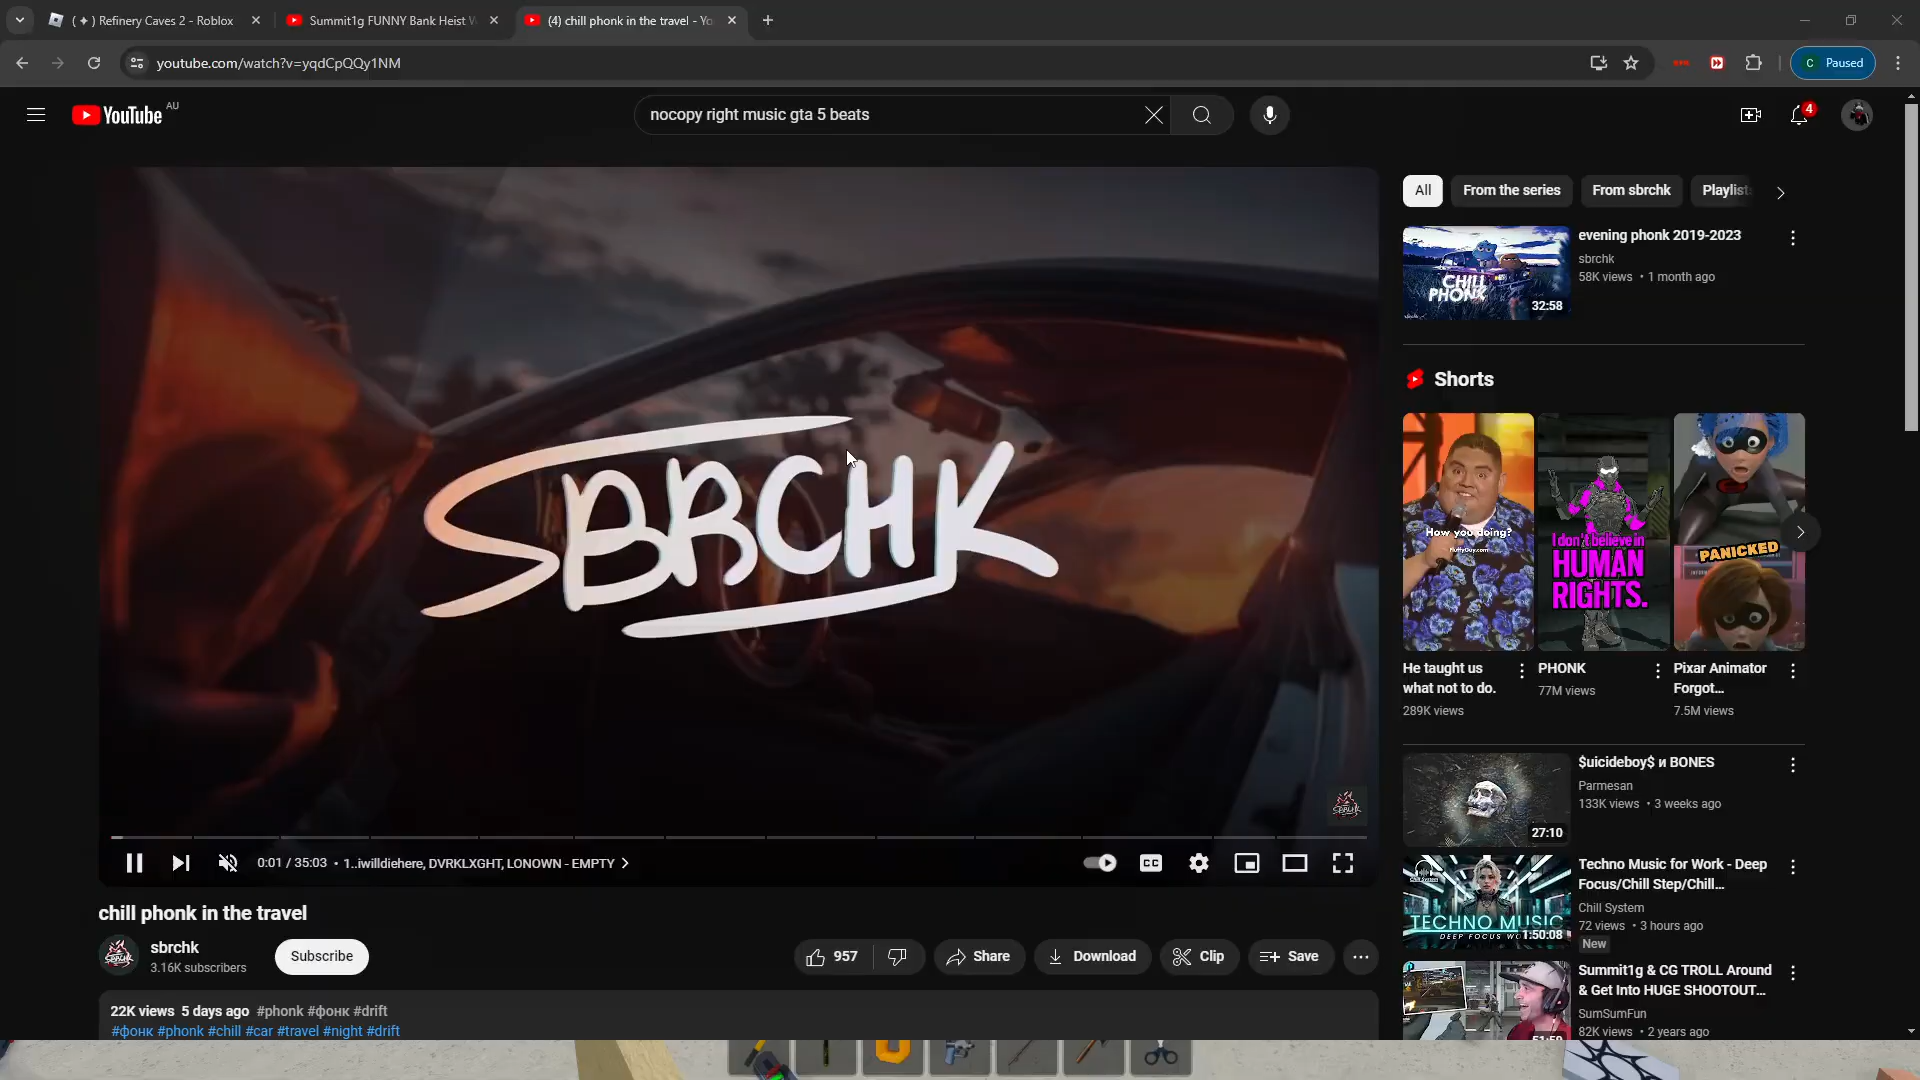 ( ✦ ) Refinery Caves 2 - Roblox
Summit1g FUNNY Bank Heist
(4) chill phonk in the travel - Yo
youtube.com/watch?v=yqdCpQQy1NM
C Paused
YouTube AU
nocopy right music gta 5 beats
4
SBRCHK
0:01 / 35:03 • 1..iwilldiehere, DVRKLXGHT, LONOWN - EMPTY
CC
chill phonk in the travel
sbrchk
3.16K subscribers
Subscribe
957
Share
Download
Clip
Save
22K views 5 days ago #phonk #фонк #drift
#фонк #phonk #chill #car #travel #night #drift
All
From the series
From sbrchk
Playlists
CHILL
PHONK
32:58
evening phonk 2019-2023
sbrchk
58K views • 1 month ago
Shorts
How you doing?
fluffyGuy.com
I don't believe in
HUMAN
RIGHTS.
PANICKED
He taught us
what not to do.
289K views
PHONK
77M views
Pixar Animator
Forgot...
7.5M views
27:10
$uicideboy$ и BONES
Parmesan
133K views • 3 weeks ago
TECHNO MUSIC
1:50:08
Techno Music for Work - Deep
Focus/Chill Step/Chill...
Chill System
72 views • 3 hours ago
New
Summit1g & CG TROLL Around
& Get Into HUGE SHOOTOUT...
SumSumFun
82K views • 2 years ago